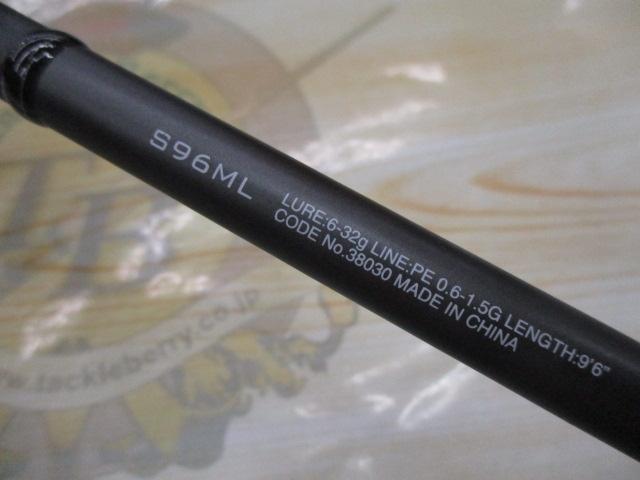 S96ML
LURE:6-32g LINE:PE 0.6-1.5G LENGTH:9'6"
CODE No.38030 MADE IN CHINA
www.tackleberry.co.jp